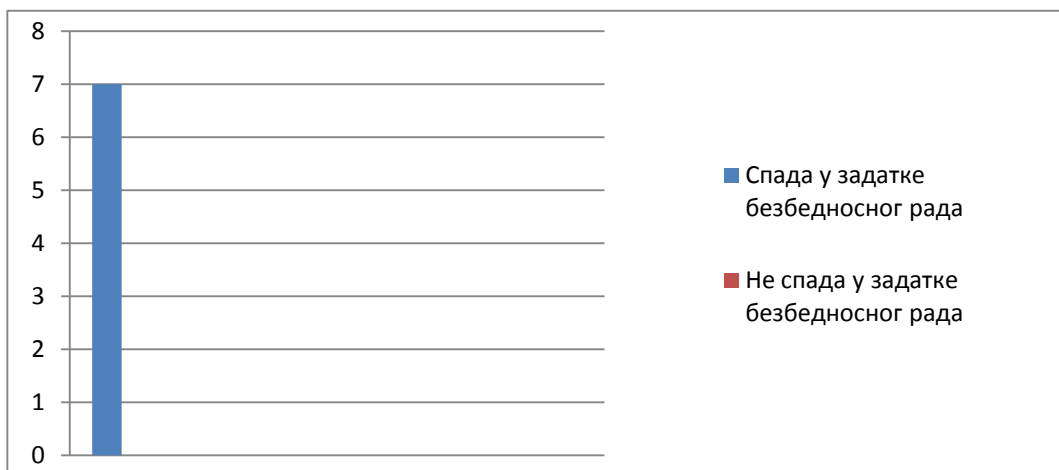 8
7
6
5
4
3
2
1
0
Спада у задатке
безбедносног рада
Не спада у задатке
безбедносног рада